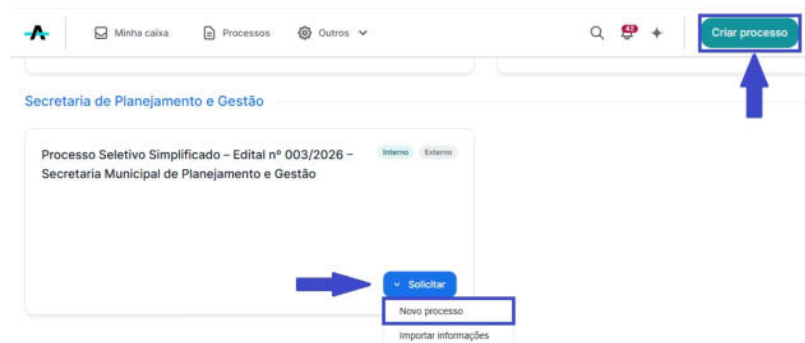 Minha caixa
Processos
Outros
42
Criar processo
Secretaria de Planejamento e Gestão
Processo Seletivo Simplificado – Edital nº 003/2026 –
Secretaria Municipal de Planejamento e Gestão
Interno
Externo
Solicitar
Novo processo
Importar informações